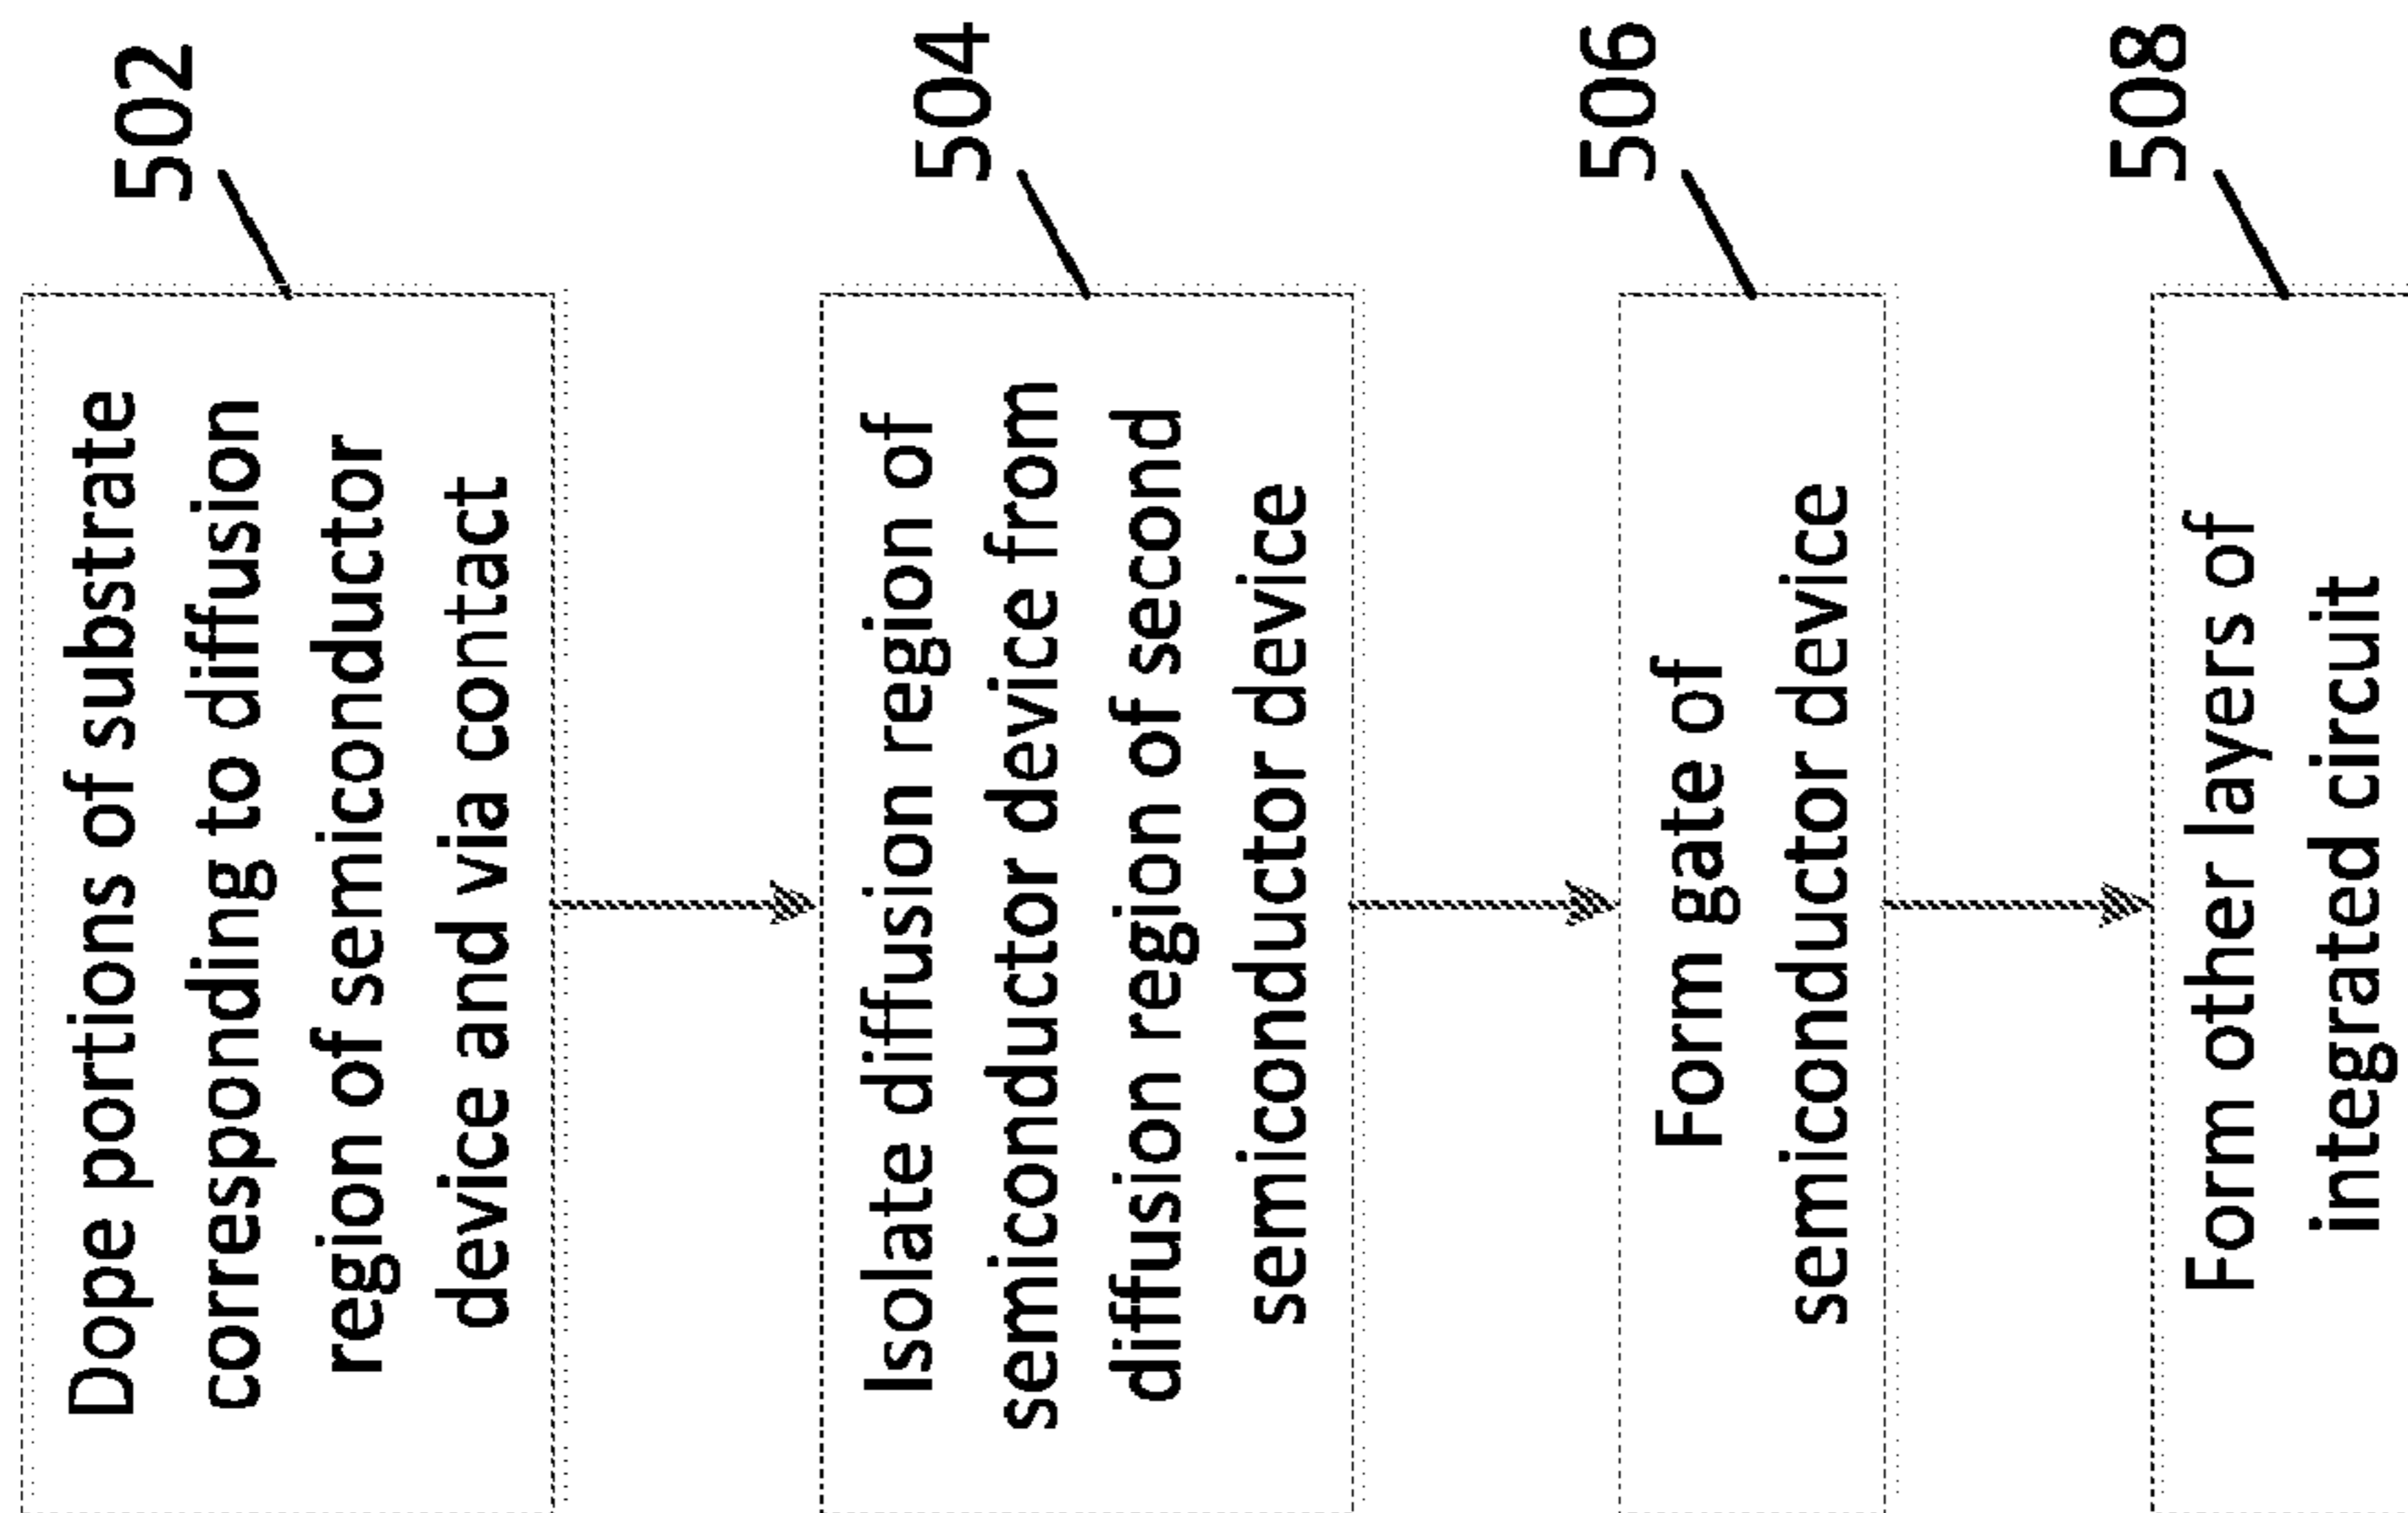 Dope portions of substrate
corresponding to diffusion
region of semiconductor
device and via contact
502
Isolate diffusion region of
semiconductor device from
diffusion region of second
semiconductor device
504
Form gate of
semiconductor device
506
Form other layers of
integrated circuit
508